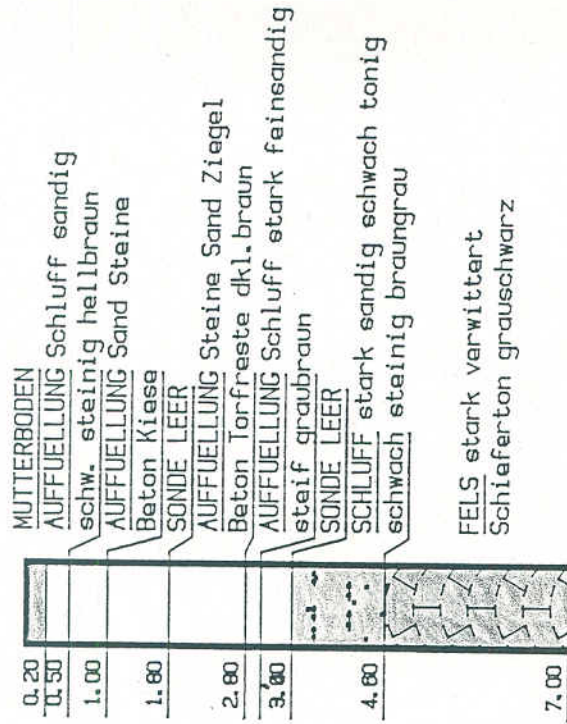 MUTTERBODEN
AUFFUELLUNG Schluff sandig
schw. steinig hellbraun
AUFFUELLUNG Sand Steine
Beton Kiese
SONDE LEER
AUFFUELLUNG Steine Sand Ziegel
Beton Torfreste dkl.braun
AUFFUELLUNG Schluff stark feinsandig
steif graubraun
SONDE LEER
SCHLUFF stark sandig schwach tonig
schwach steinig braungrau
FELS stark verwittert
Schieferton grauschwarz
0.20
0.50
1.00
1.80
2.80
3.00
4.60
7.00